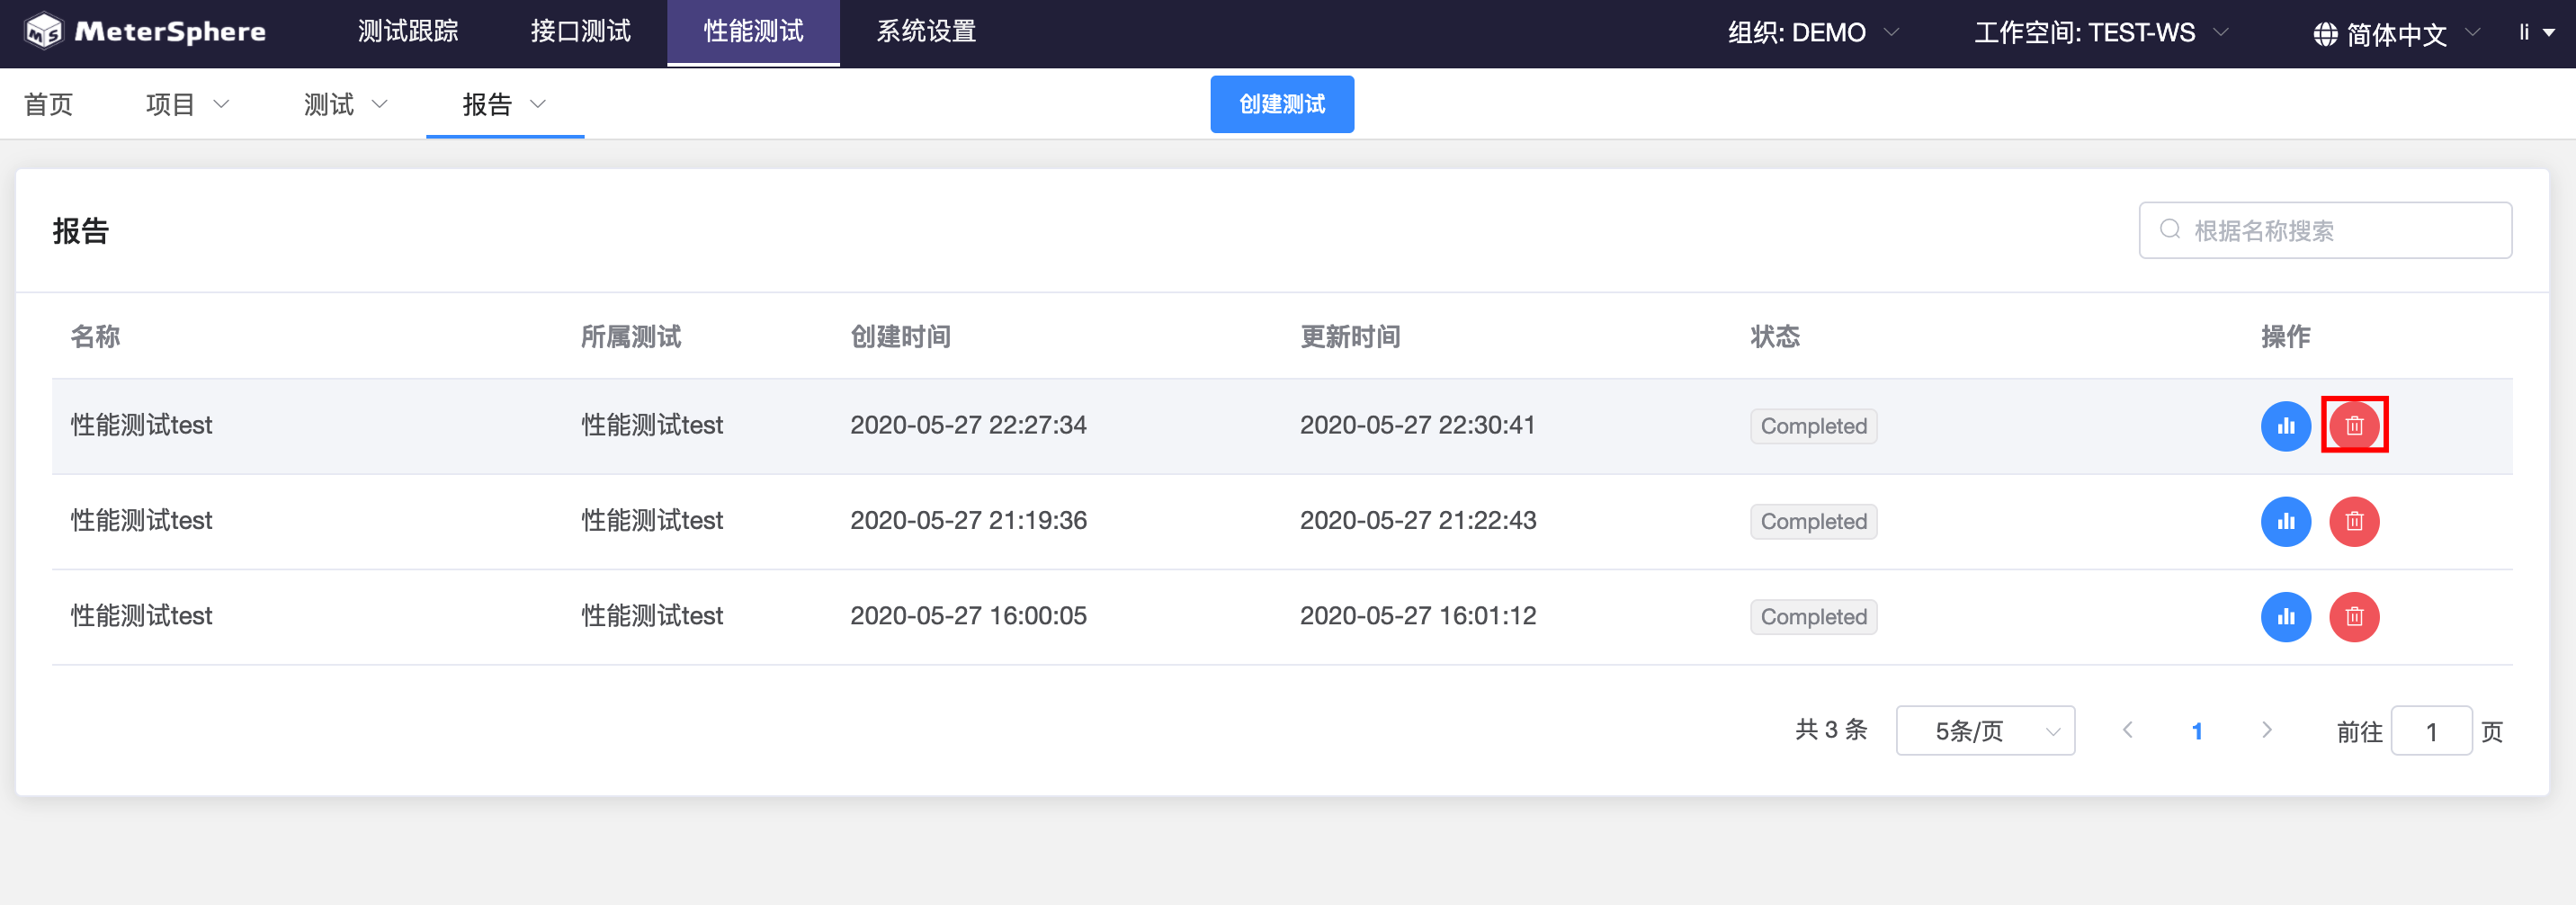 MeterSphere 测试跟踪 接口测试 性能测试 系统设置 组织: DEMO 工作空间: TEST-WS 简体中文 li
首页 项目 测试 报告 创建测试
报告 根据名称搜索
名称 所属测试 创建时间 更新时间 状态 操作
性能测试test 性能测试test 2020-05-27 22:27:34 2020-05-27 22:30:41 Completed
性能测试test 性能测试test 2020-05-27 21:19:36 2020-05-27 21:22:43 Completed
性能测试test 性能测试test 2020-05-27 16:00:05 2020-05-27 16:01:12 Completed
共 3 条 5条/页 1 前往 1 页